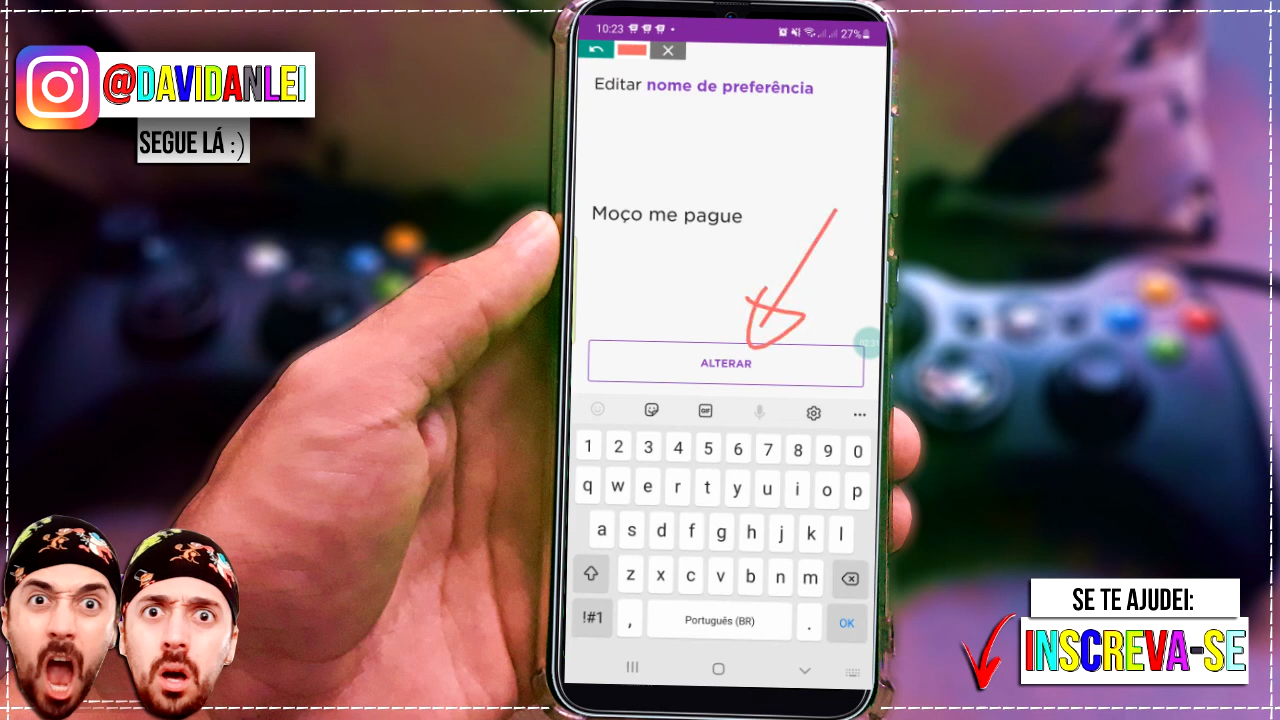 @DAVIDANLEI
SEGUE LÁ :)
10:23
27%
Editar nome de preferência
Moço me pague
ALTERAR
GIF
1 2 3 4 5 6 7 8 9 0
q w e r t y u i o p
a s d f g h j k l
z x c v b n m
!#1 , Português (BR) . OK
SE TE AJUDEI:
INSCREVA-SE